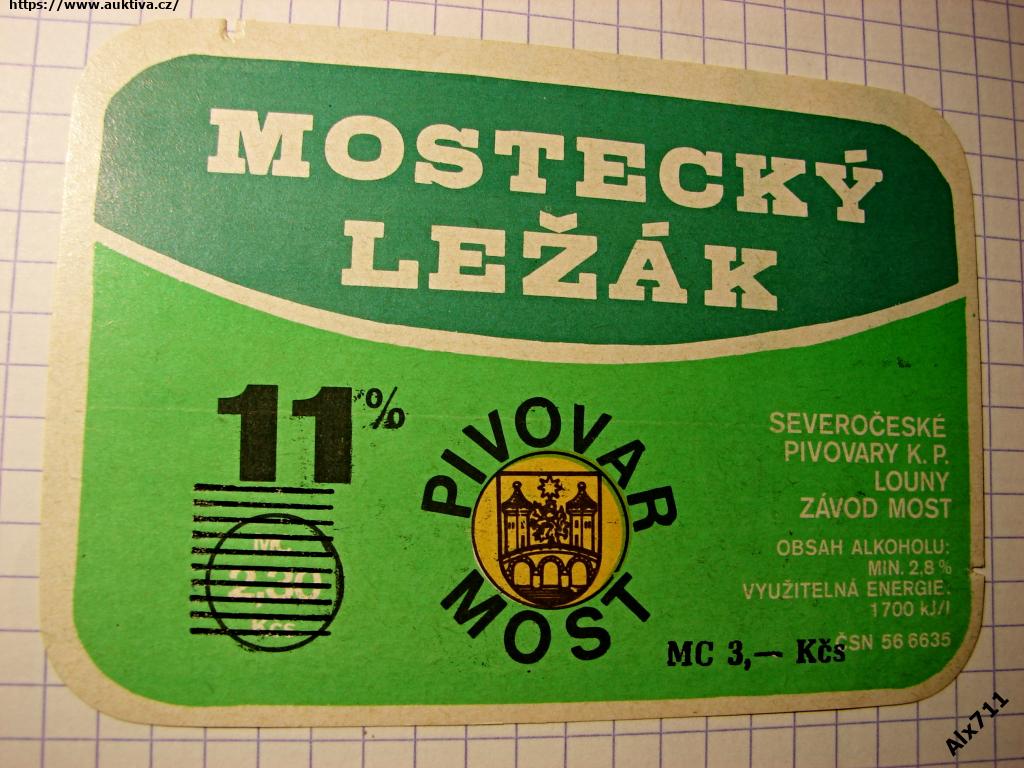 https://www.auktiva.cz/
MOSTECKÝ
LEŽÁK
11%
MC.
2,30
Kčs
PIVOVAR
MOST
SEVEROČESKÉ
PIVOVARY K. P.
LOUNY
ZÁVOD MOST
OBSAH ALKOHOLU:
MIN. 2,8 %
VYUŽITELNÁ ENERGIE:
1700 kJ/l
ČSN 56 6635
MC 3,— Kčs
Alx711